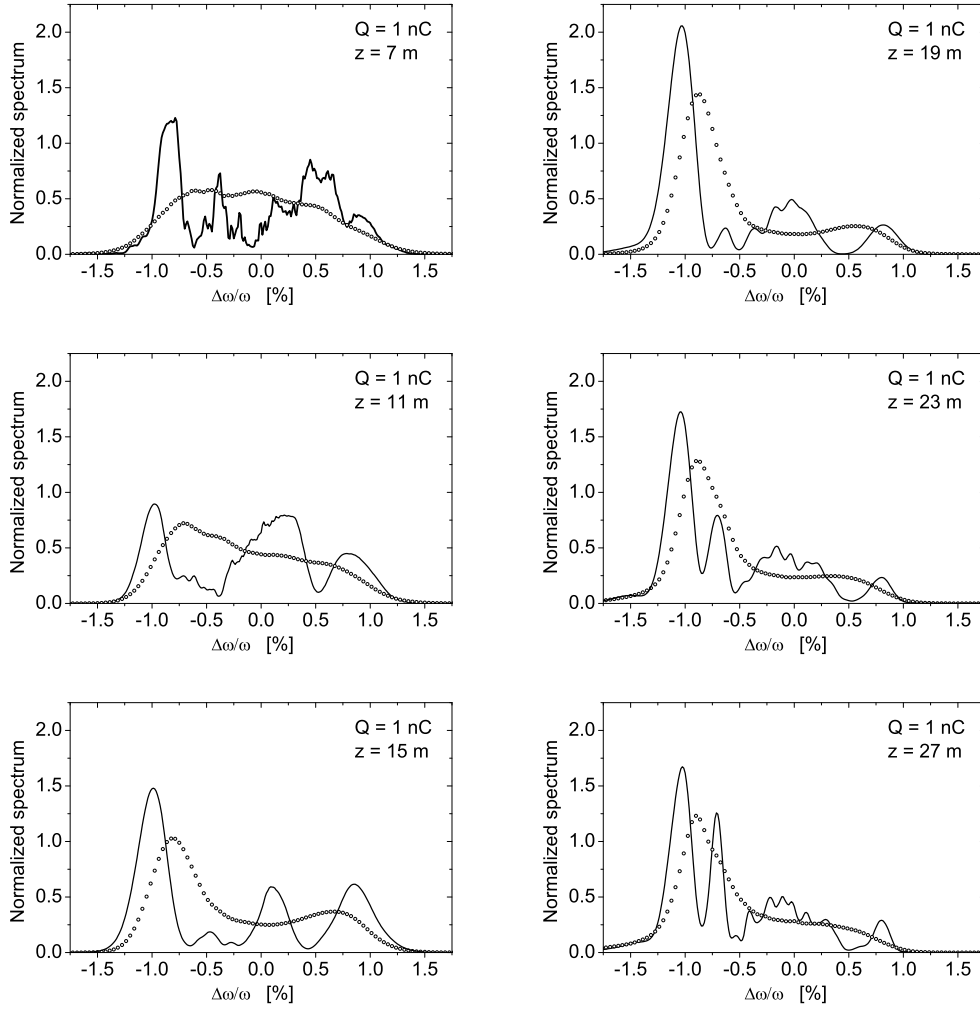 Q = 1 nC
z = 7 m
Normalized spectrum
2.0
1.5
1.0
0.5
0.0
-1.5 -1.0 -0.5 0.0 0.5 1.0 1.5
Δω/ω [%]
Q = 1 nC
z = 19 m
Normalized spectrum
2.0
1.5
1.0
0.5
0.0
-1.5 -1.0 -0.5 0.0 0.5 1.0 1.5
Δω/ω [%]
Q = 1 nC
z = 11 m
Normalized spectrum
2.0
1.5
1.0
0.5
0.0
-1.5 -1.0 -0.5 0.0 0.5 1.0 1.5
Δω/ω [%]
Q = 1 nC
z = 23 m
Normalized spectrum
2.0
1.5
1.0
0.5
0.0
-1.5 -1.0 -0.5 0.0 0.5 1.0 1.5
Δω/ω [%]
Q = 1 nC
z = 15 m
Normalized spectrum
2.0
1.5
1.0
0.5
0.0
-1.5 -1.0 -0.5 0.0 0.5 1.0 1.5
Δω/ω [%]
Q = 1 nC
z = 27 m
Normalized spectrum
2.0
1.5
1.0
0.5
0.0
-1.5 -1.0 -0.5 0.0 0.5 1.0 1.5
Δω/ω [%]